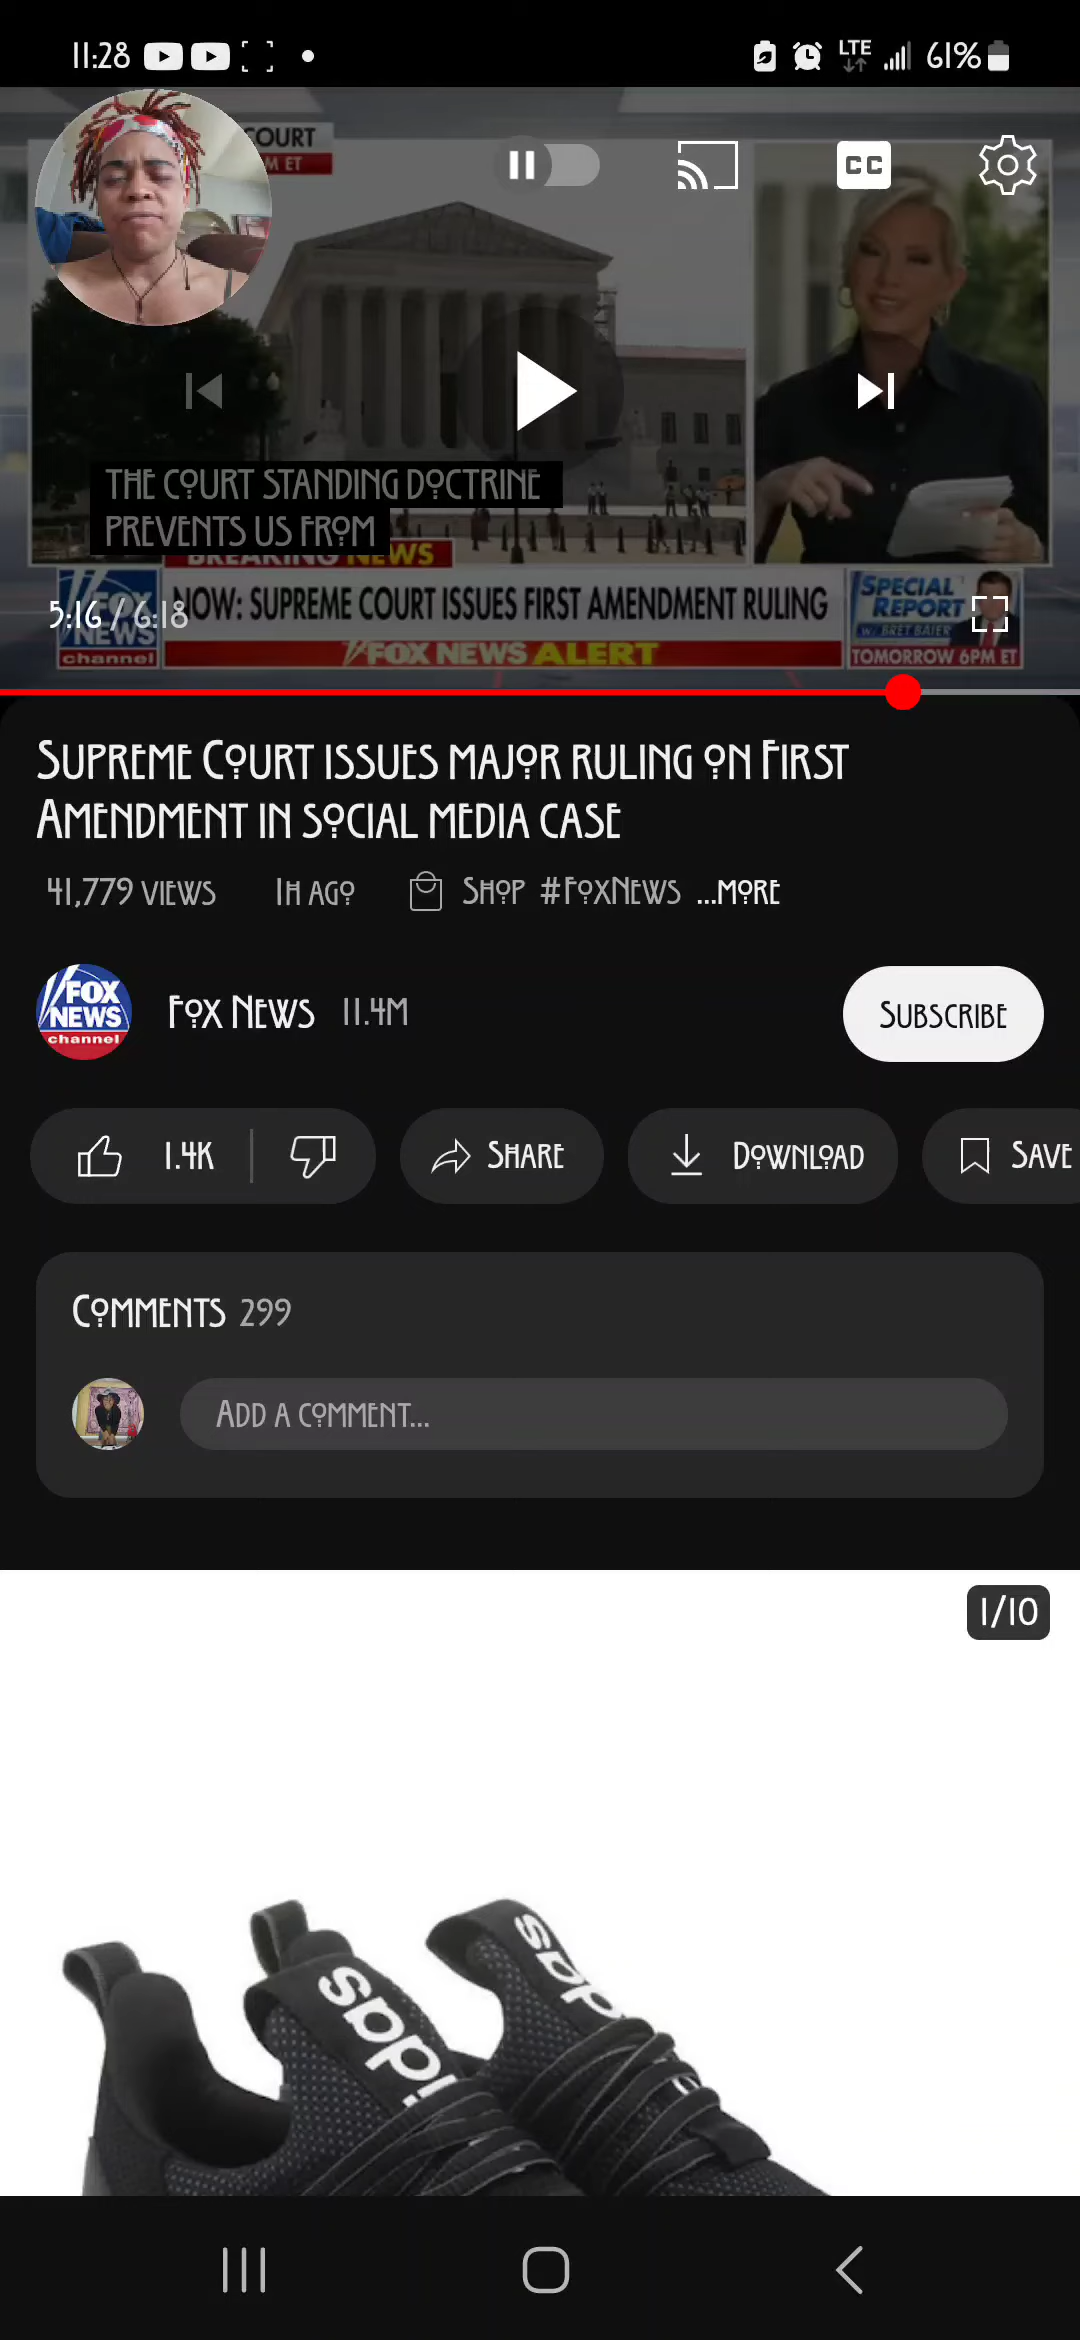 11:28
LTE
61%
COURT
M ET
CC
THE COURT STANDING DOCTRINE
PREVENTS US FROM
BREAKING NEWS
FOX
NEWS
channel
5:16 / 6:18
NOW: SUPREME COURT ISSUES FIRST AMENDMENT RULING
FOX NEWS ALERT
SPECIAL
REPORT
W/ BRET BAIER
TOMORROW 6PM ET
Supreme Court issues major ruling on First
Amendment in social media case
41,779 views 1h ago Shop #FoxNews ...more
FOX
NEWS
channel
Fox News 11.4M
Subscribe
1.4K
Share
Download
Save
Comments 299
Add a comment...
1/10